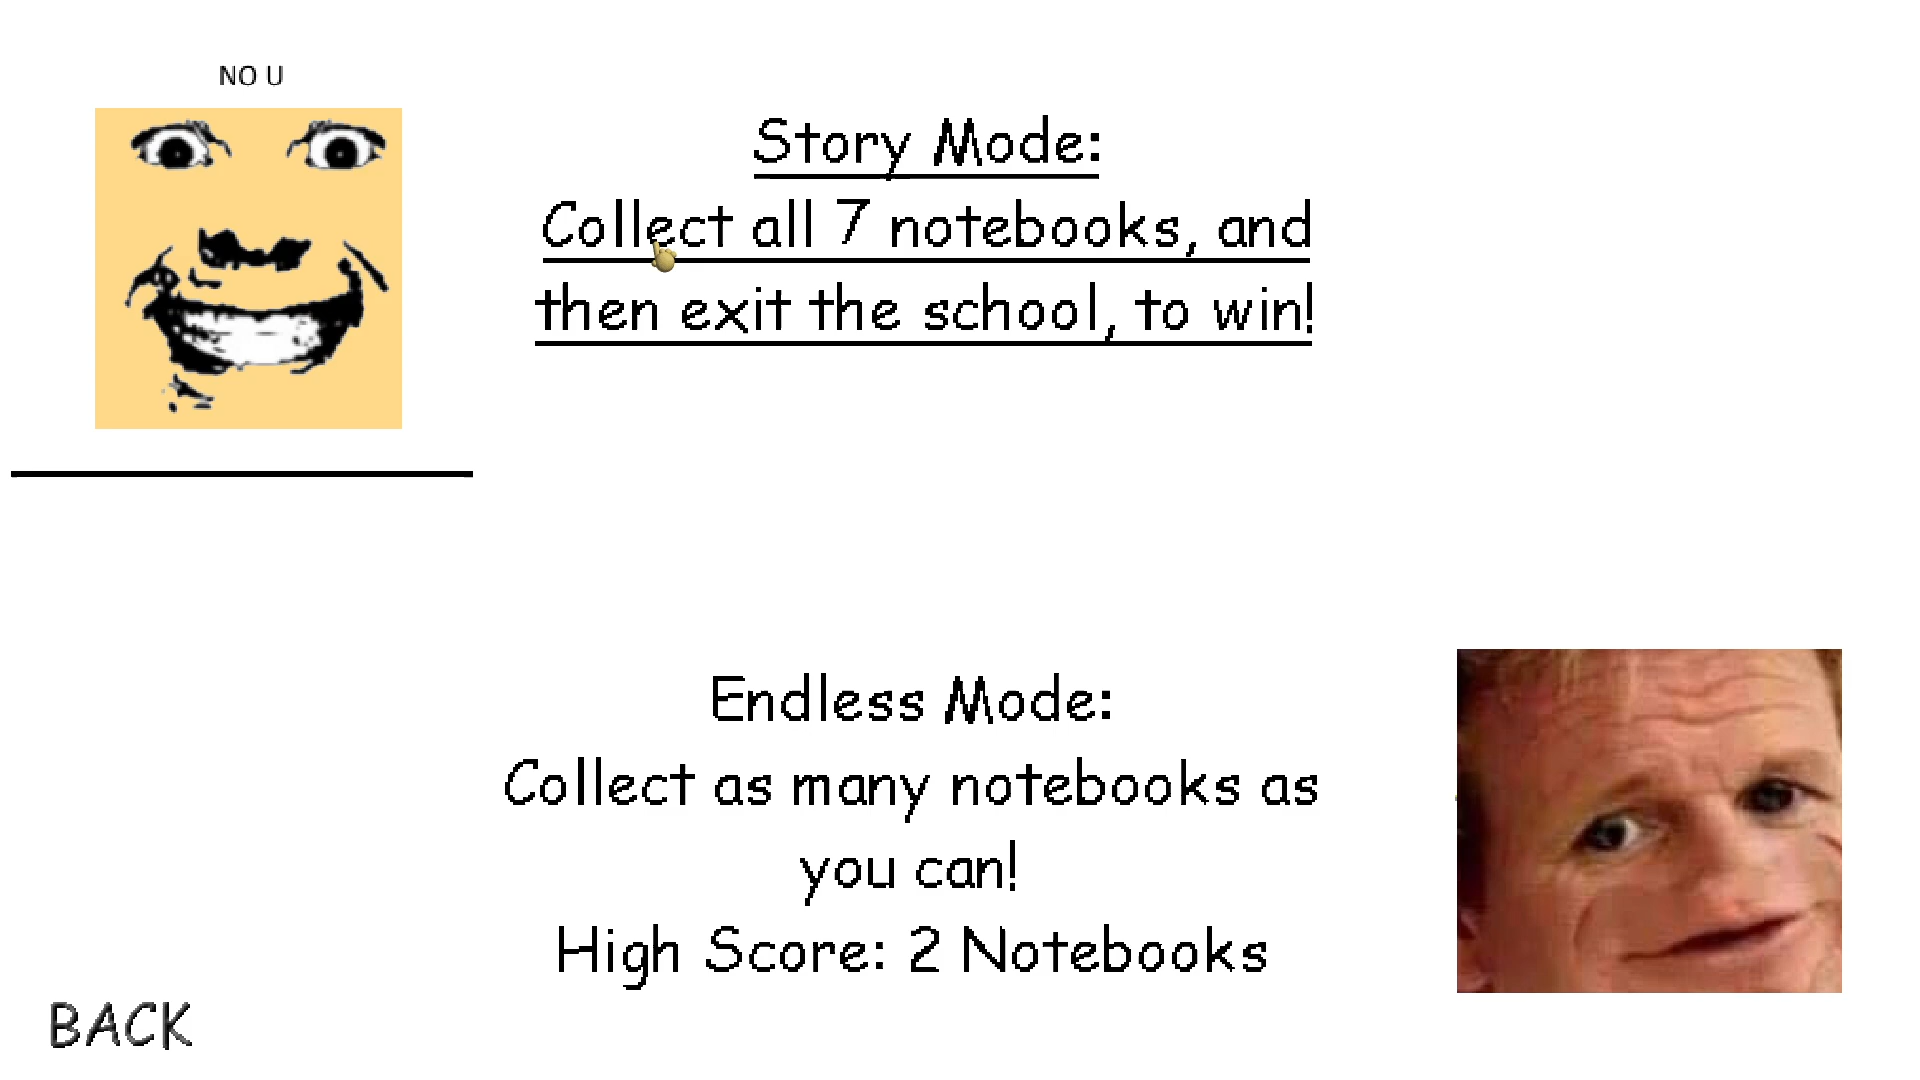 NO U
Story Mode:
Collect all 7 notebooks, and
then exit the school, to win!
Endless Mode:
Collect as many notebooks as
you can!
High Score: 2 Notebooks
BACK